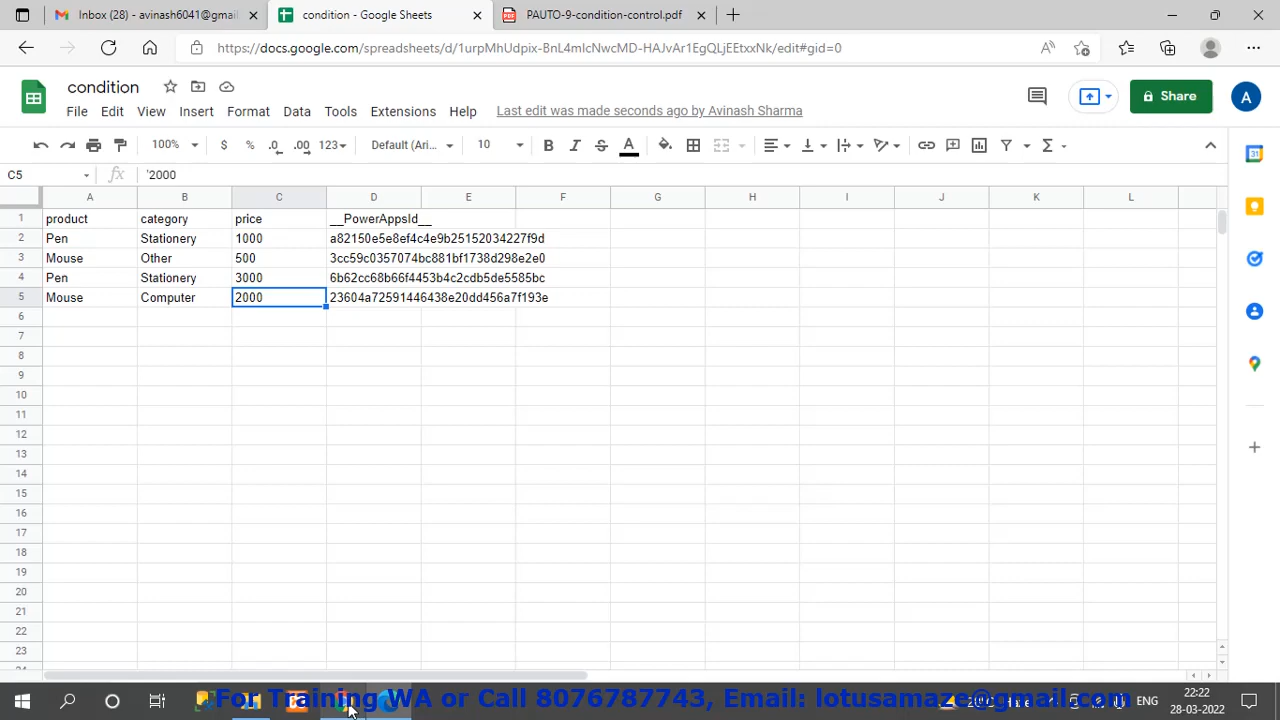 Inbox (28) - avinash6041@gmail
condition - Google Sheets
PAUTO-9-condition-control.pdf
https://docs.google.com/spreadsheets/d/1urpMhUdpix-BnL4mIcNwcMD-HAJvAr1EgQLjEEtxxNk/edit#gid=0
condition
File Edit View Insert Format Data Tools Extensions Help Last edit was made seconds ago by Avinash Sharma
Share
A
100% $ % .0 .00 123 Default (Ari... 10 B I S A
C5 fx '2000
A B C D E F G H I J K L
1 product category price __PowerAppsId__
2 Pen Stationery 1000 a82150e5e8ef4c4e9b25152034227f9d
3 Mouse Other 500 3cc59c0357074bc881bf1738d298e2e0
4 Pen Stationery 3000 6b62cc68b66f4453b4c2cdb5de5585bc
5 Mouse Computer 2000 23604a72591446438e20dd456a7f193e
6
7
8
9
10
11
12
13
14
15
16
17
18
19
20
21
22
23
For Training WA or Call 8076787743, Email: lotusamaze@gmail.com
ENG
22:22
28-03-2022